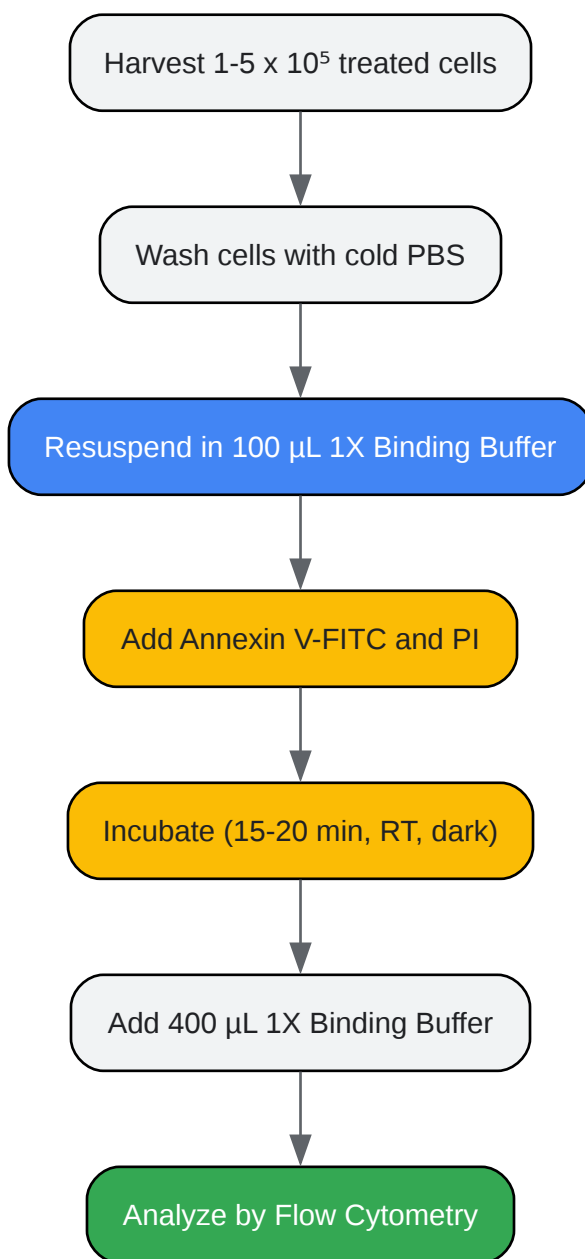 Harvest 1-5 x 10⁵ treated cells
Wash cells with cold PBS
Resuspend in 100 µL 1X Binding Buffer
Add Annexin V-FITC and PI
Incubate (15-20 min, RT, dark)
Add 400 µL 1X Binding Buffer
Analyze by Flow Cytometry